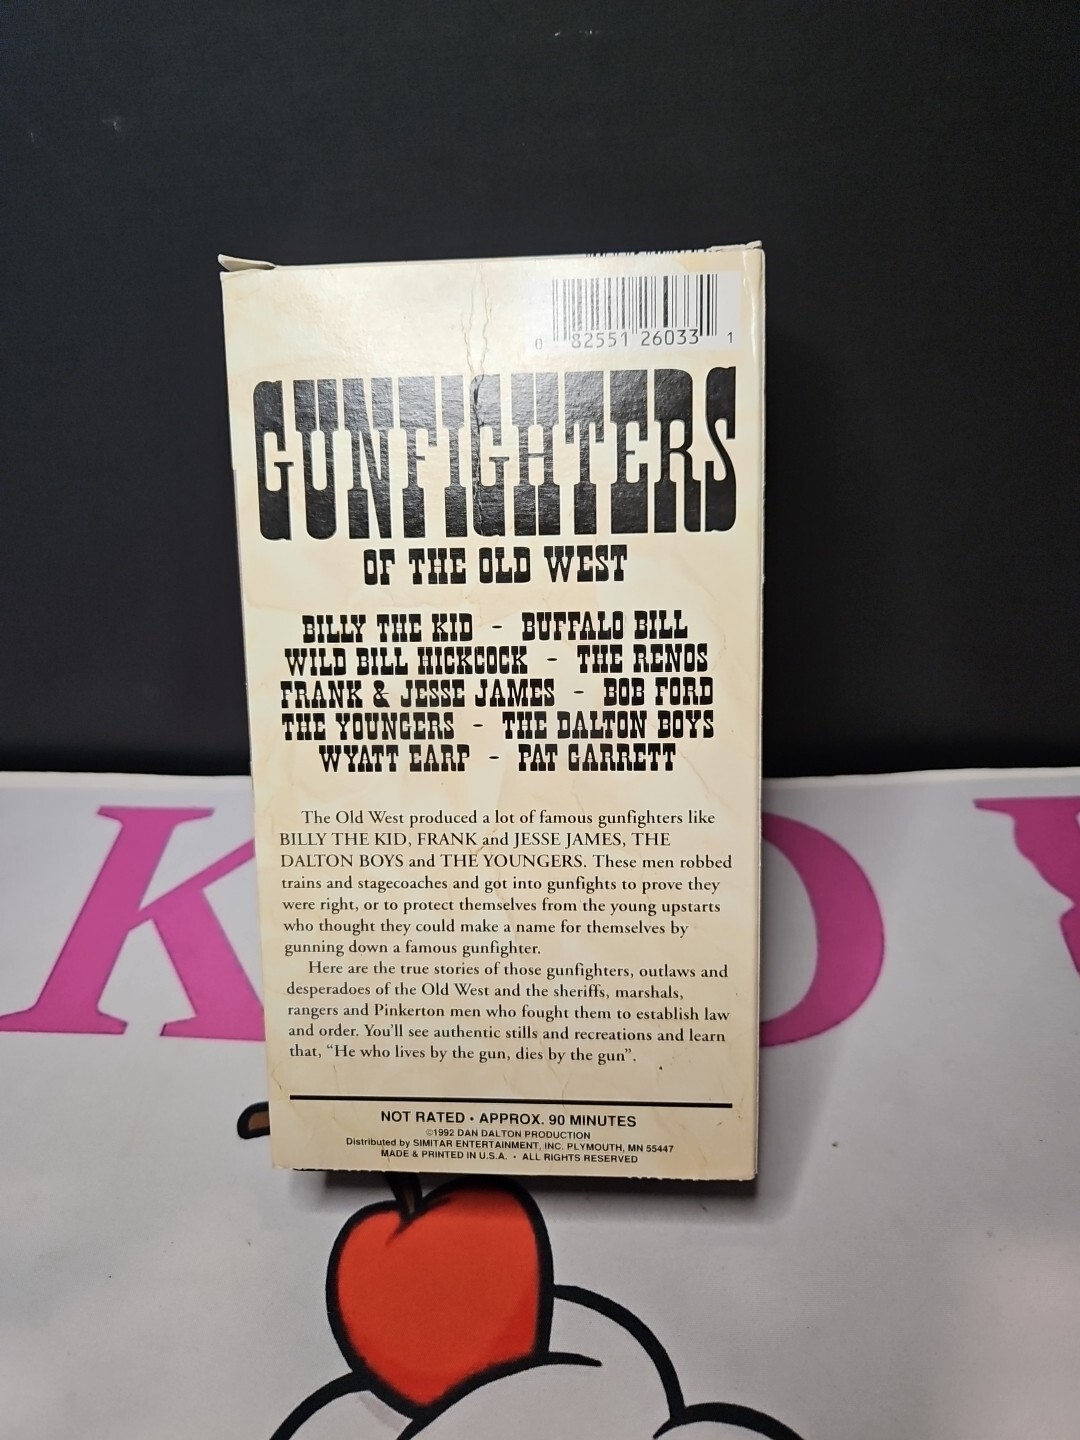 0 82551 26033 1
GUNFIGHTERS
OF THE OLD WEST
BILLY THE KID - BUFFALO BILL
WILD BILL HICKCOCK - THE RENOS
FRANK & JESSE JAMES - BOB FORD
THE YOUNGERS - THE DALTON BOYS
WYATT EARP - PAT GARRETT
The Old West produced a lot of famous gunfighters like
BILLY THE KID, FRANK and JESSE JAMES, THE
DALTON BOYS and THE YOUNGERS. These men robbed
trains and stagecoaches and got into gunfights to prove they
were right, or to protect themselves from the young upstarts
who thought they could make a name for themselves by
gunning down a famous gunfighter.
Here are the true stories of those gunfighters, outlaws and
desperadoes of the Old West and the sheriffs, marshals,
rangers and Pinkerton men who fought them to establish law
and order. You'll see authentic stills and recreations and learn
that, "He who lives by the gun, dies by the gun".
NOT RATED • APPROX. 90 MINUTES
©1992 DAN DALTON PRODUCTION
Distributed by SIMITAR ENTERTAINMENT, INC. PLYMOUTH, MN 55447
MADE & PRINTED IN U.S.A. • ALL RIGHTS RESERVED